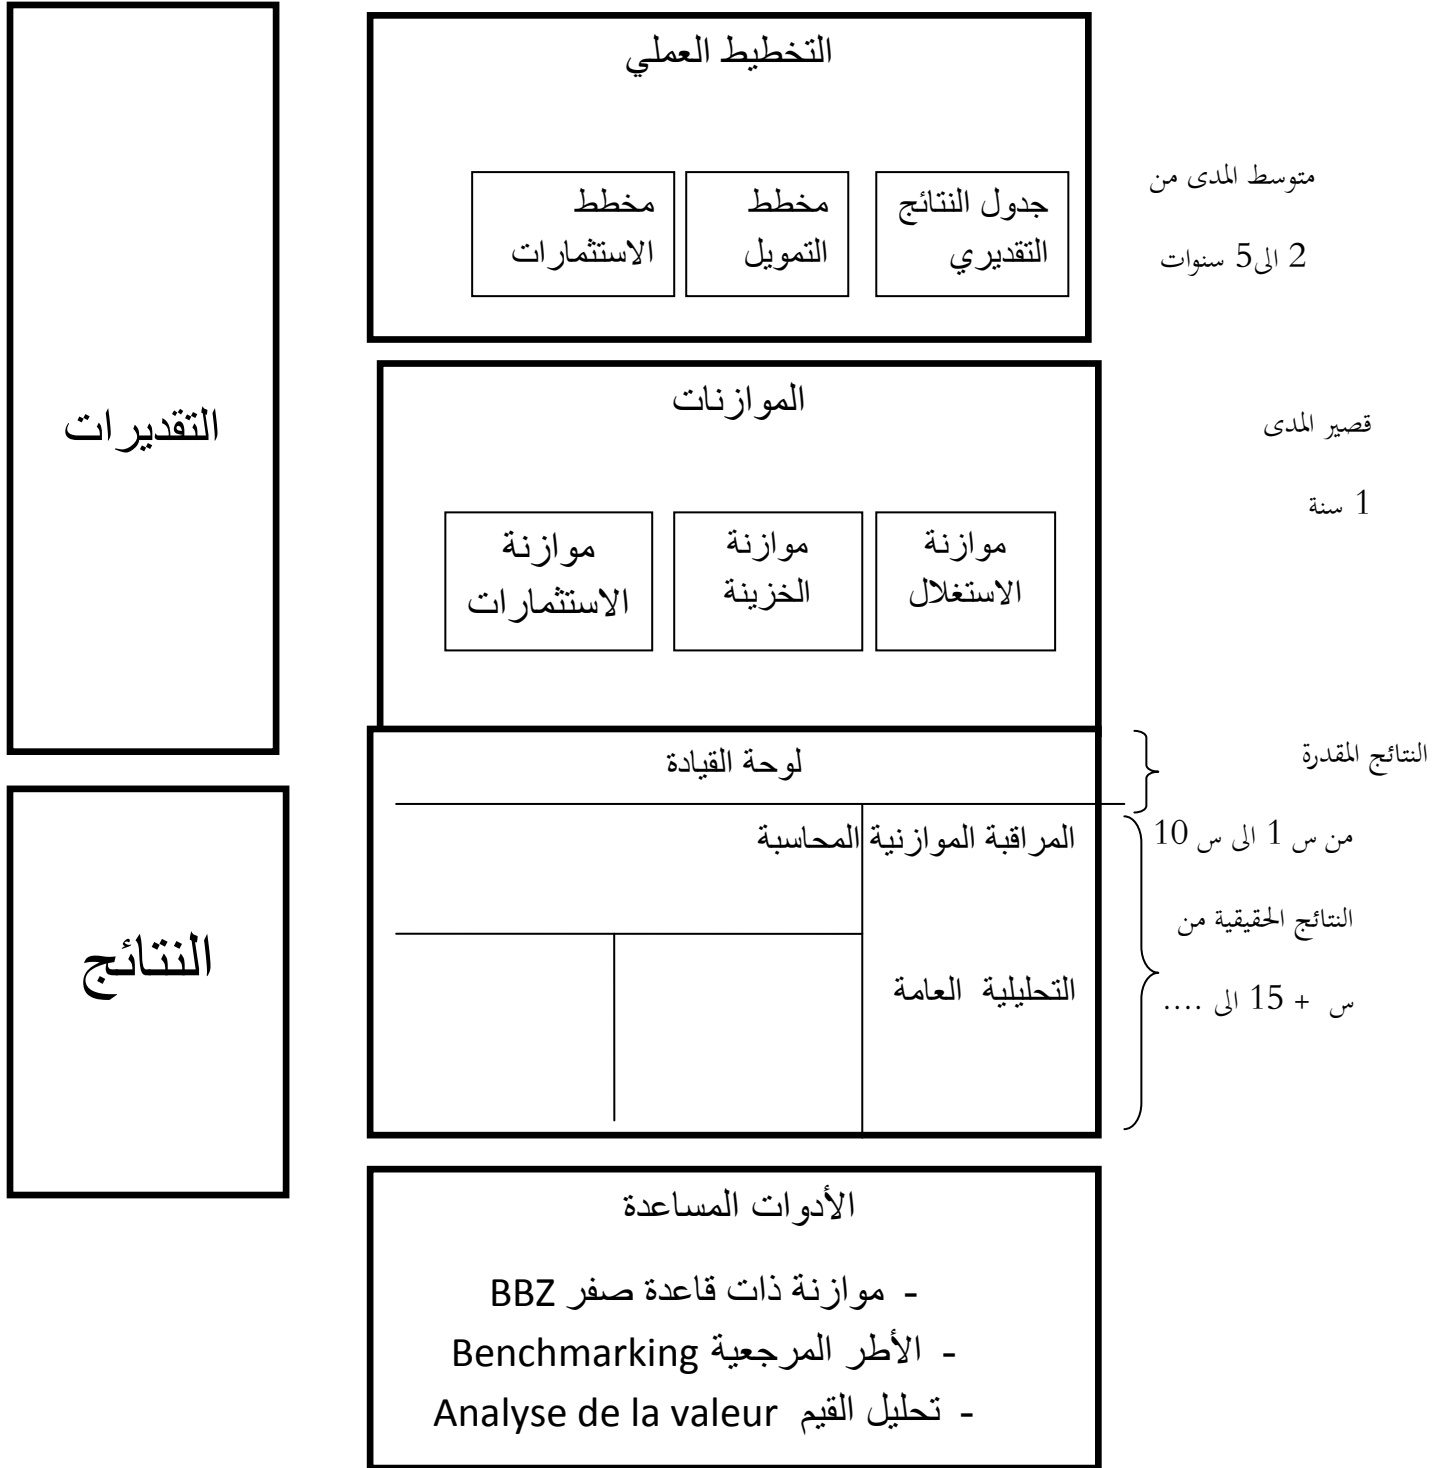 التخطيط العملي
جدول النتائج
التقديري
مخطط
التمويل
مخطط
الاستثمارات
متوسط المدى من
2 الى5 سنوات
التقديرات
الموازنات
موازنة
الاستغلال
موازنة
الخزينة
موازنة
الاستثمارات
قصير المدى
1 سنة
لوحة القيادة
المراقبة الموازنية المحاسبة
التحليلية العامة
النتائج المقدرة
من س 1 الى س 10
النتائج الحقيقية من
س + 15 الى ....
النتائج
الأدوات المساعدة
- موازنة ذات قاعدة صفر BBZ
- الأطر المرجعية Benchmarking
- تحليل القيم Analyse de la valeur